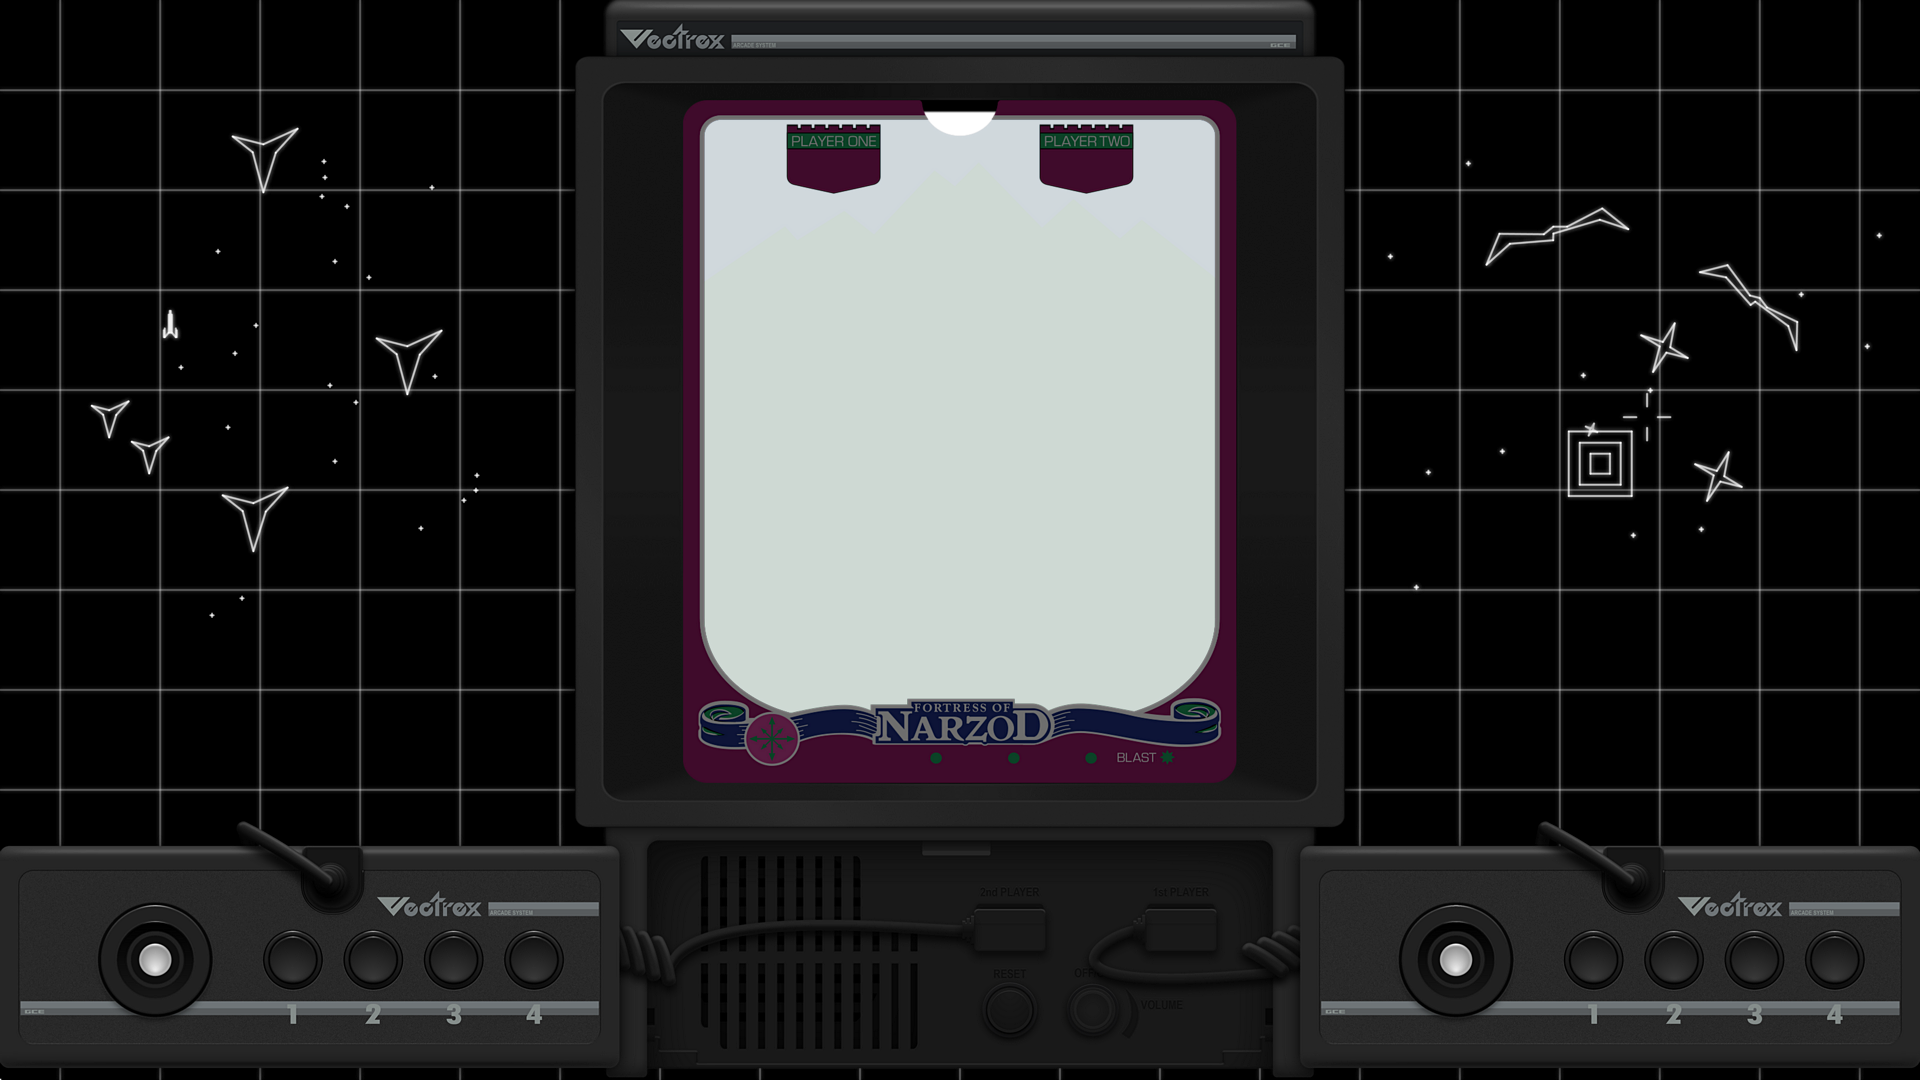 Vectrex ARCADE SYSTEM GCE
PLAYER ONE PLAYER TWO
FORTRESS OF
NARZOD
BLAST
2nd PLAYER 1st PLAYER
Vectrex ARCADE SYSTEM
Vectrex ARCADE SYSTEM
RESET
VOLUME
GCE
1 2 3 4
GCE
1 2 3 4